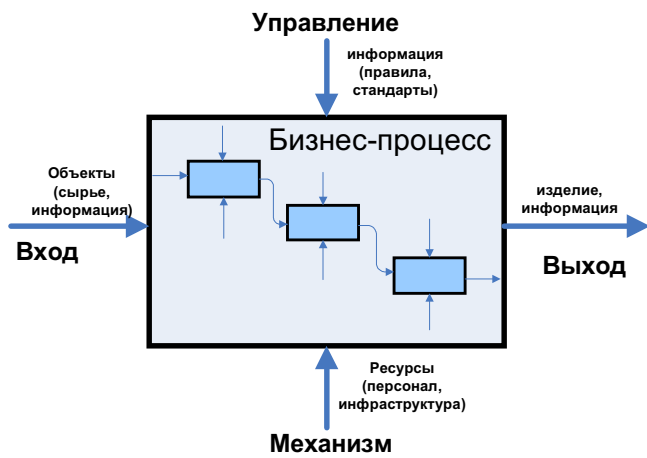 Управление
информация
(правила,
стандарты)
Бизнес-процесс
Объекты
(сырье,
информация)
Вход
изделие,
информация
Выход
Ресурсы
(персонал,
инфраструктура)
Механизм